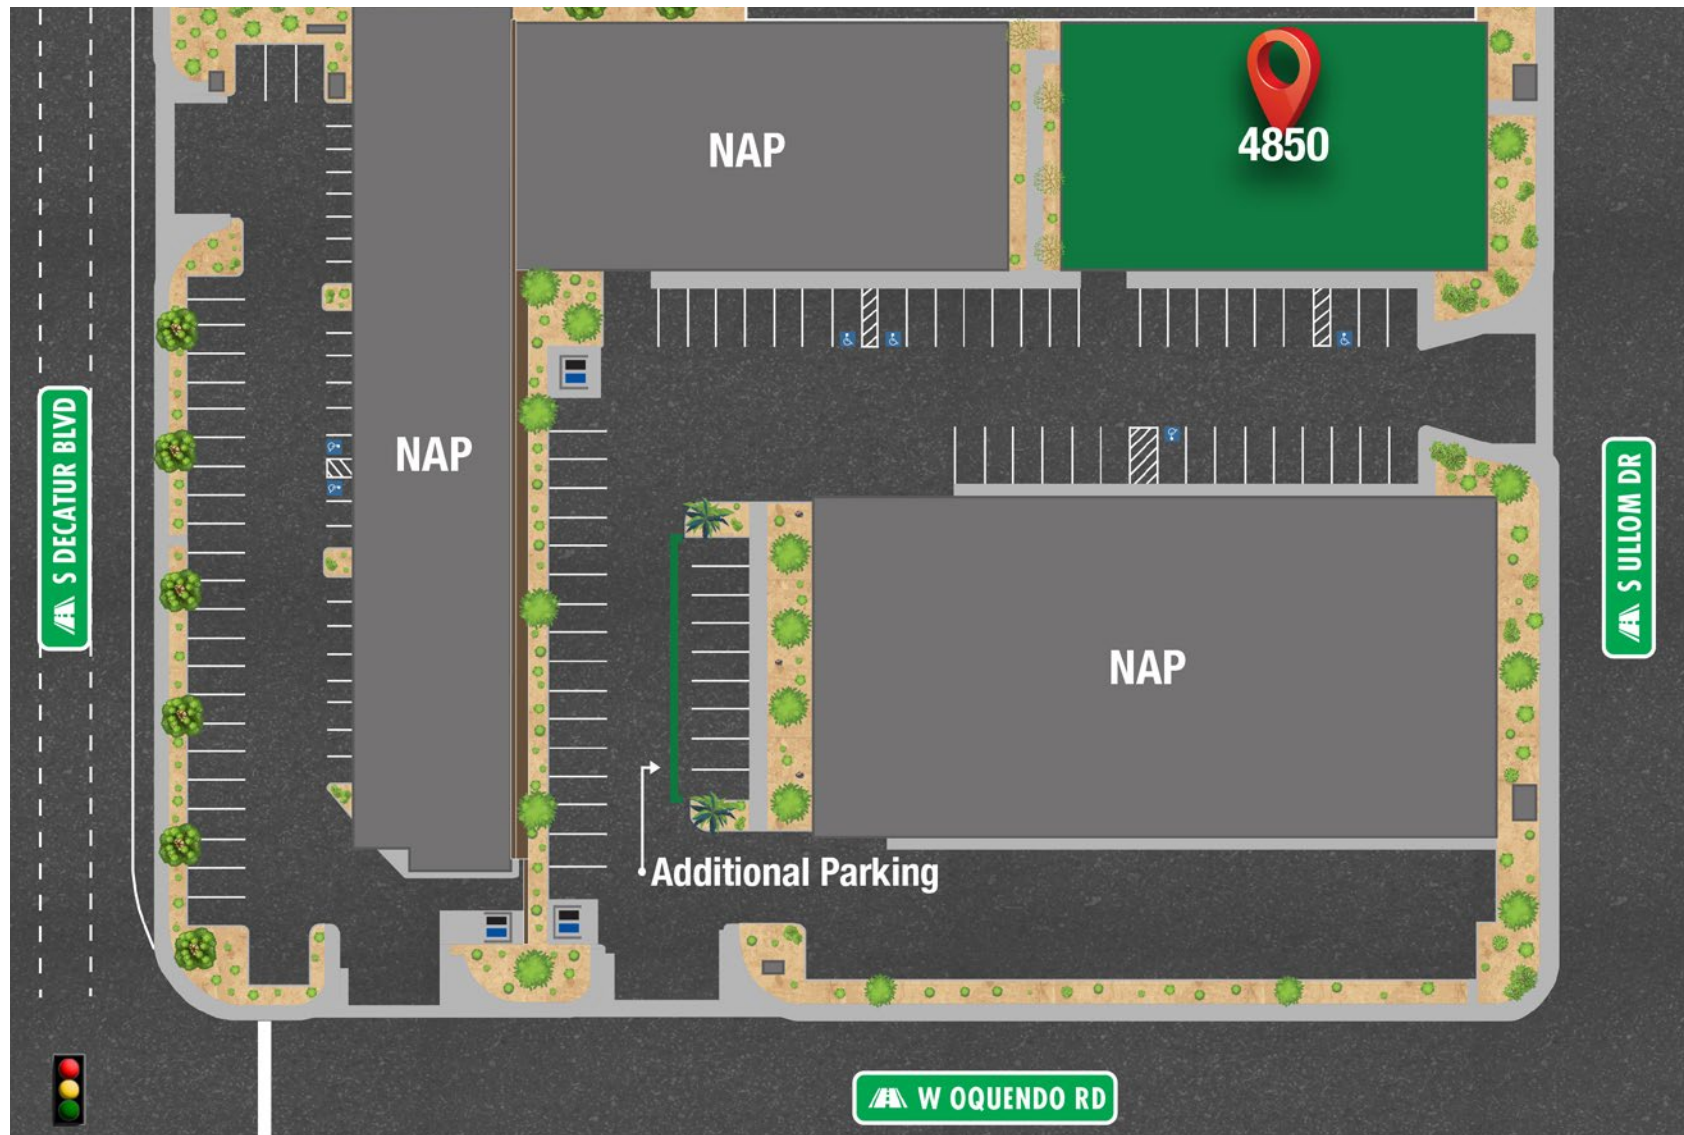 NAP
4850
NAP
S DECATUR BLVD
S ULLOM DR
NAP
Additional Parking
W OQUENDO RD